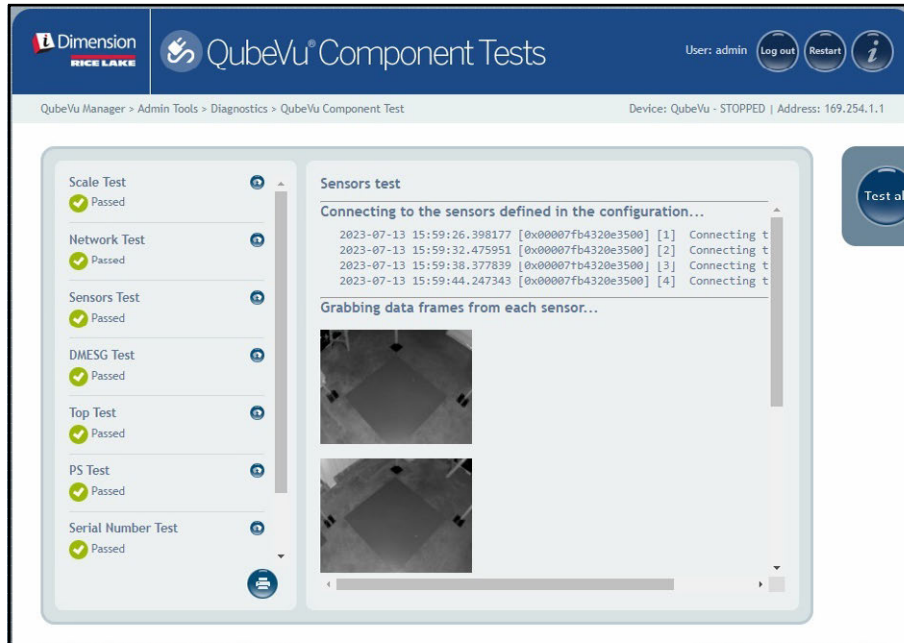 iDimension
RICE LAKE
QubeVu® Component Tests
User: admin
Log out
Restart
i
QubeVu Manager > Admin Tools > Diagnostics > QubeVu Component Test
Device: QubeVu - STOPPED | Address: 169.254.1.1
Scale Test
Passed
Network Test
Passed
Sensors Test
Passed
DMESG Test
Passed
Top Test
Passed
PS Test
Passed
Serial Number Test
Passed
Sensors test
Connecting to the sensors defined in the configuration...
2023-07-13 15:59:26.398177 [0x00007fb4320e3500] [1] Connecting t
2023-07-13 15:59:32.475951 [0x00007fb4320e3500] [2] Connecting t
2023-07-13 15:59:38.377839 [0x00007fb4320e3500] [3] Connecting t
2023-07-13 15:59:44.247343 [0x00007fb4320e3500] [4] Connecting t
Grabbing data frames from each sensor...
Test al